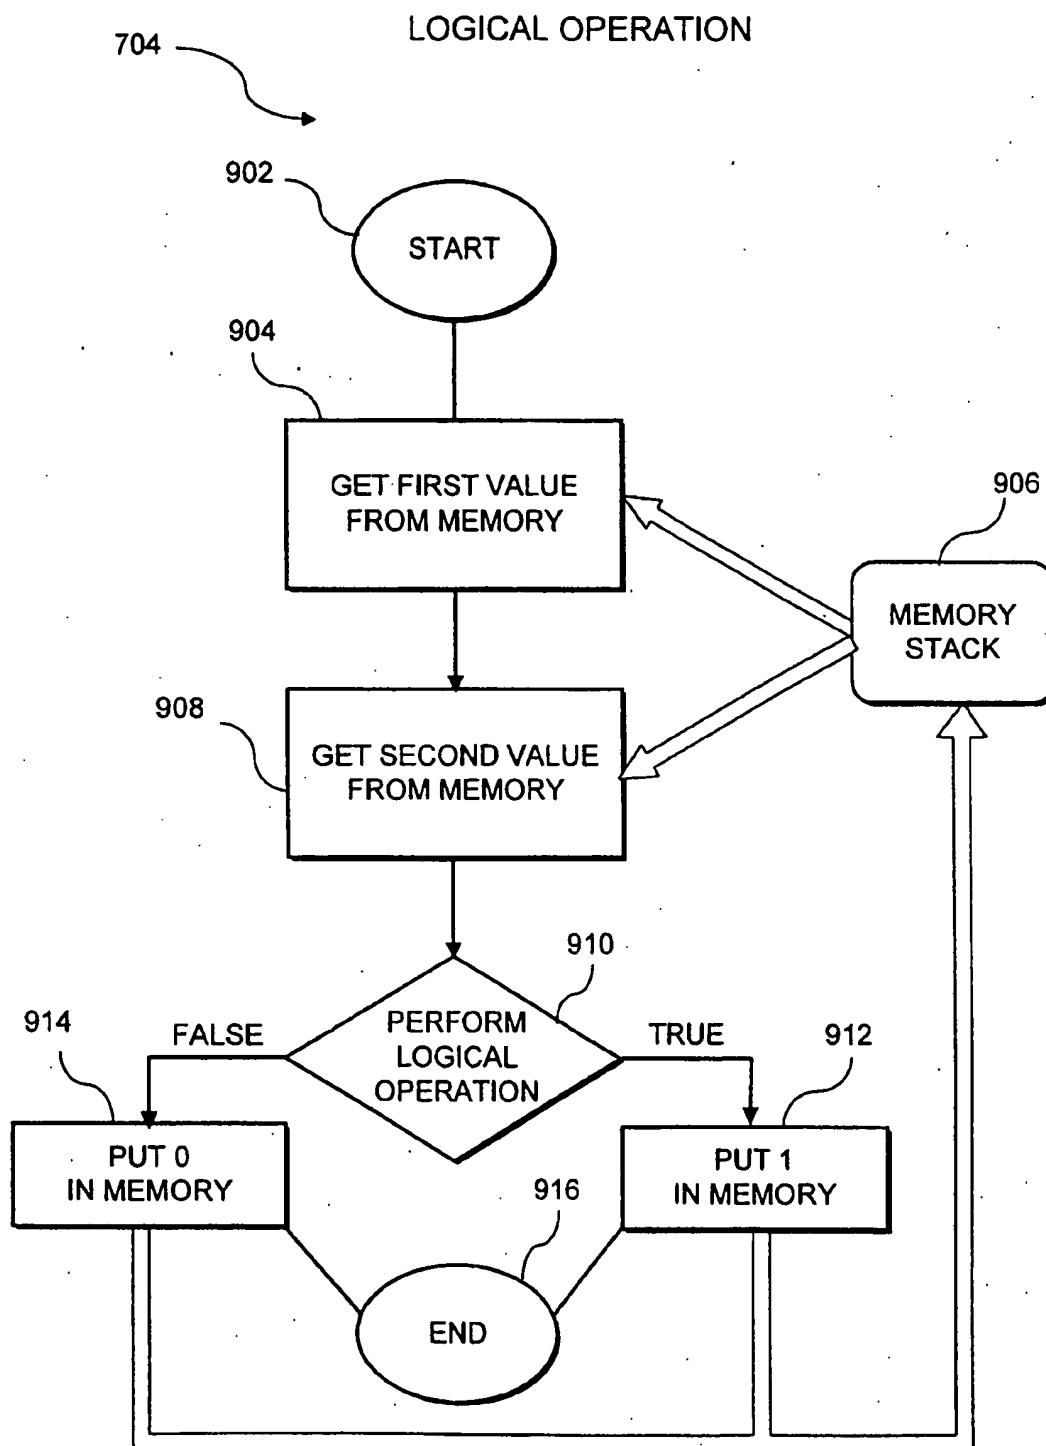 LOGICAL OPERATION
704
902
START
904
GET FIRST VALUE
FROM MEMORY
906
MEMORY
STACK
908
GET SECOND VALUE
FROM MEMORY
910
PERFORM
LOGICAL
OPERATION
FALSE
TRUE
914
912
PUT 0
IN MEMORY
PUT 1
IN MEMORY
916
END